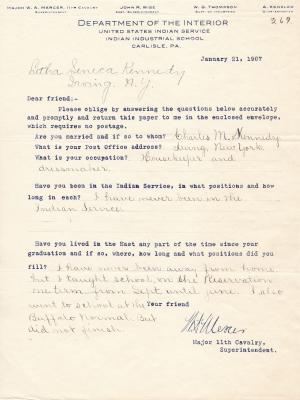 Major W. A. Mercer, 11th Cavalry
Superintendent
John R. Wise
Asst. Superintendent
W. G. Thompson
Supt. of Industries
A. Kensler
Quartermaster
269.
Department of the Interior
United States Indian Service
Indian Industrial School
Carlisle, PA.
January 21, 1907
Seneca Kennedy
Irving, N.Y.
Dear friend:-
Please oblige by answering the questions below accurately
and promptly and return this paper to me in the enclosed envelope.
which requires no postage.
Are you married and if so to whom? Charles M. Kennedy
What is your Post Office address? Irving, New York
What is your occupation? Housekeeper and
dressmaker.
Have you been in the Indian Service, in what positions and how
long in each? I have never been in the
Indian Service
Have you lived in the East any part of the time since your
graduation and if so, where, how long and what positions did you
fill? I have never been away from home
but I taught school on the Reservation
one term from Sept until June. I also
went to school at the
Your friend
Buffalo Normal but
did not finish
Major 11th Cavalry,
Superintendent.